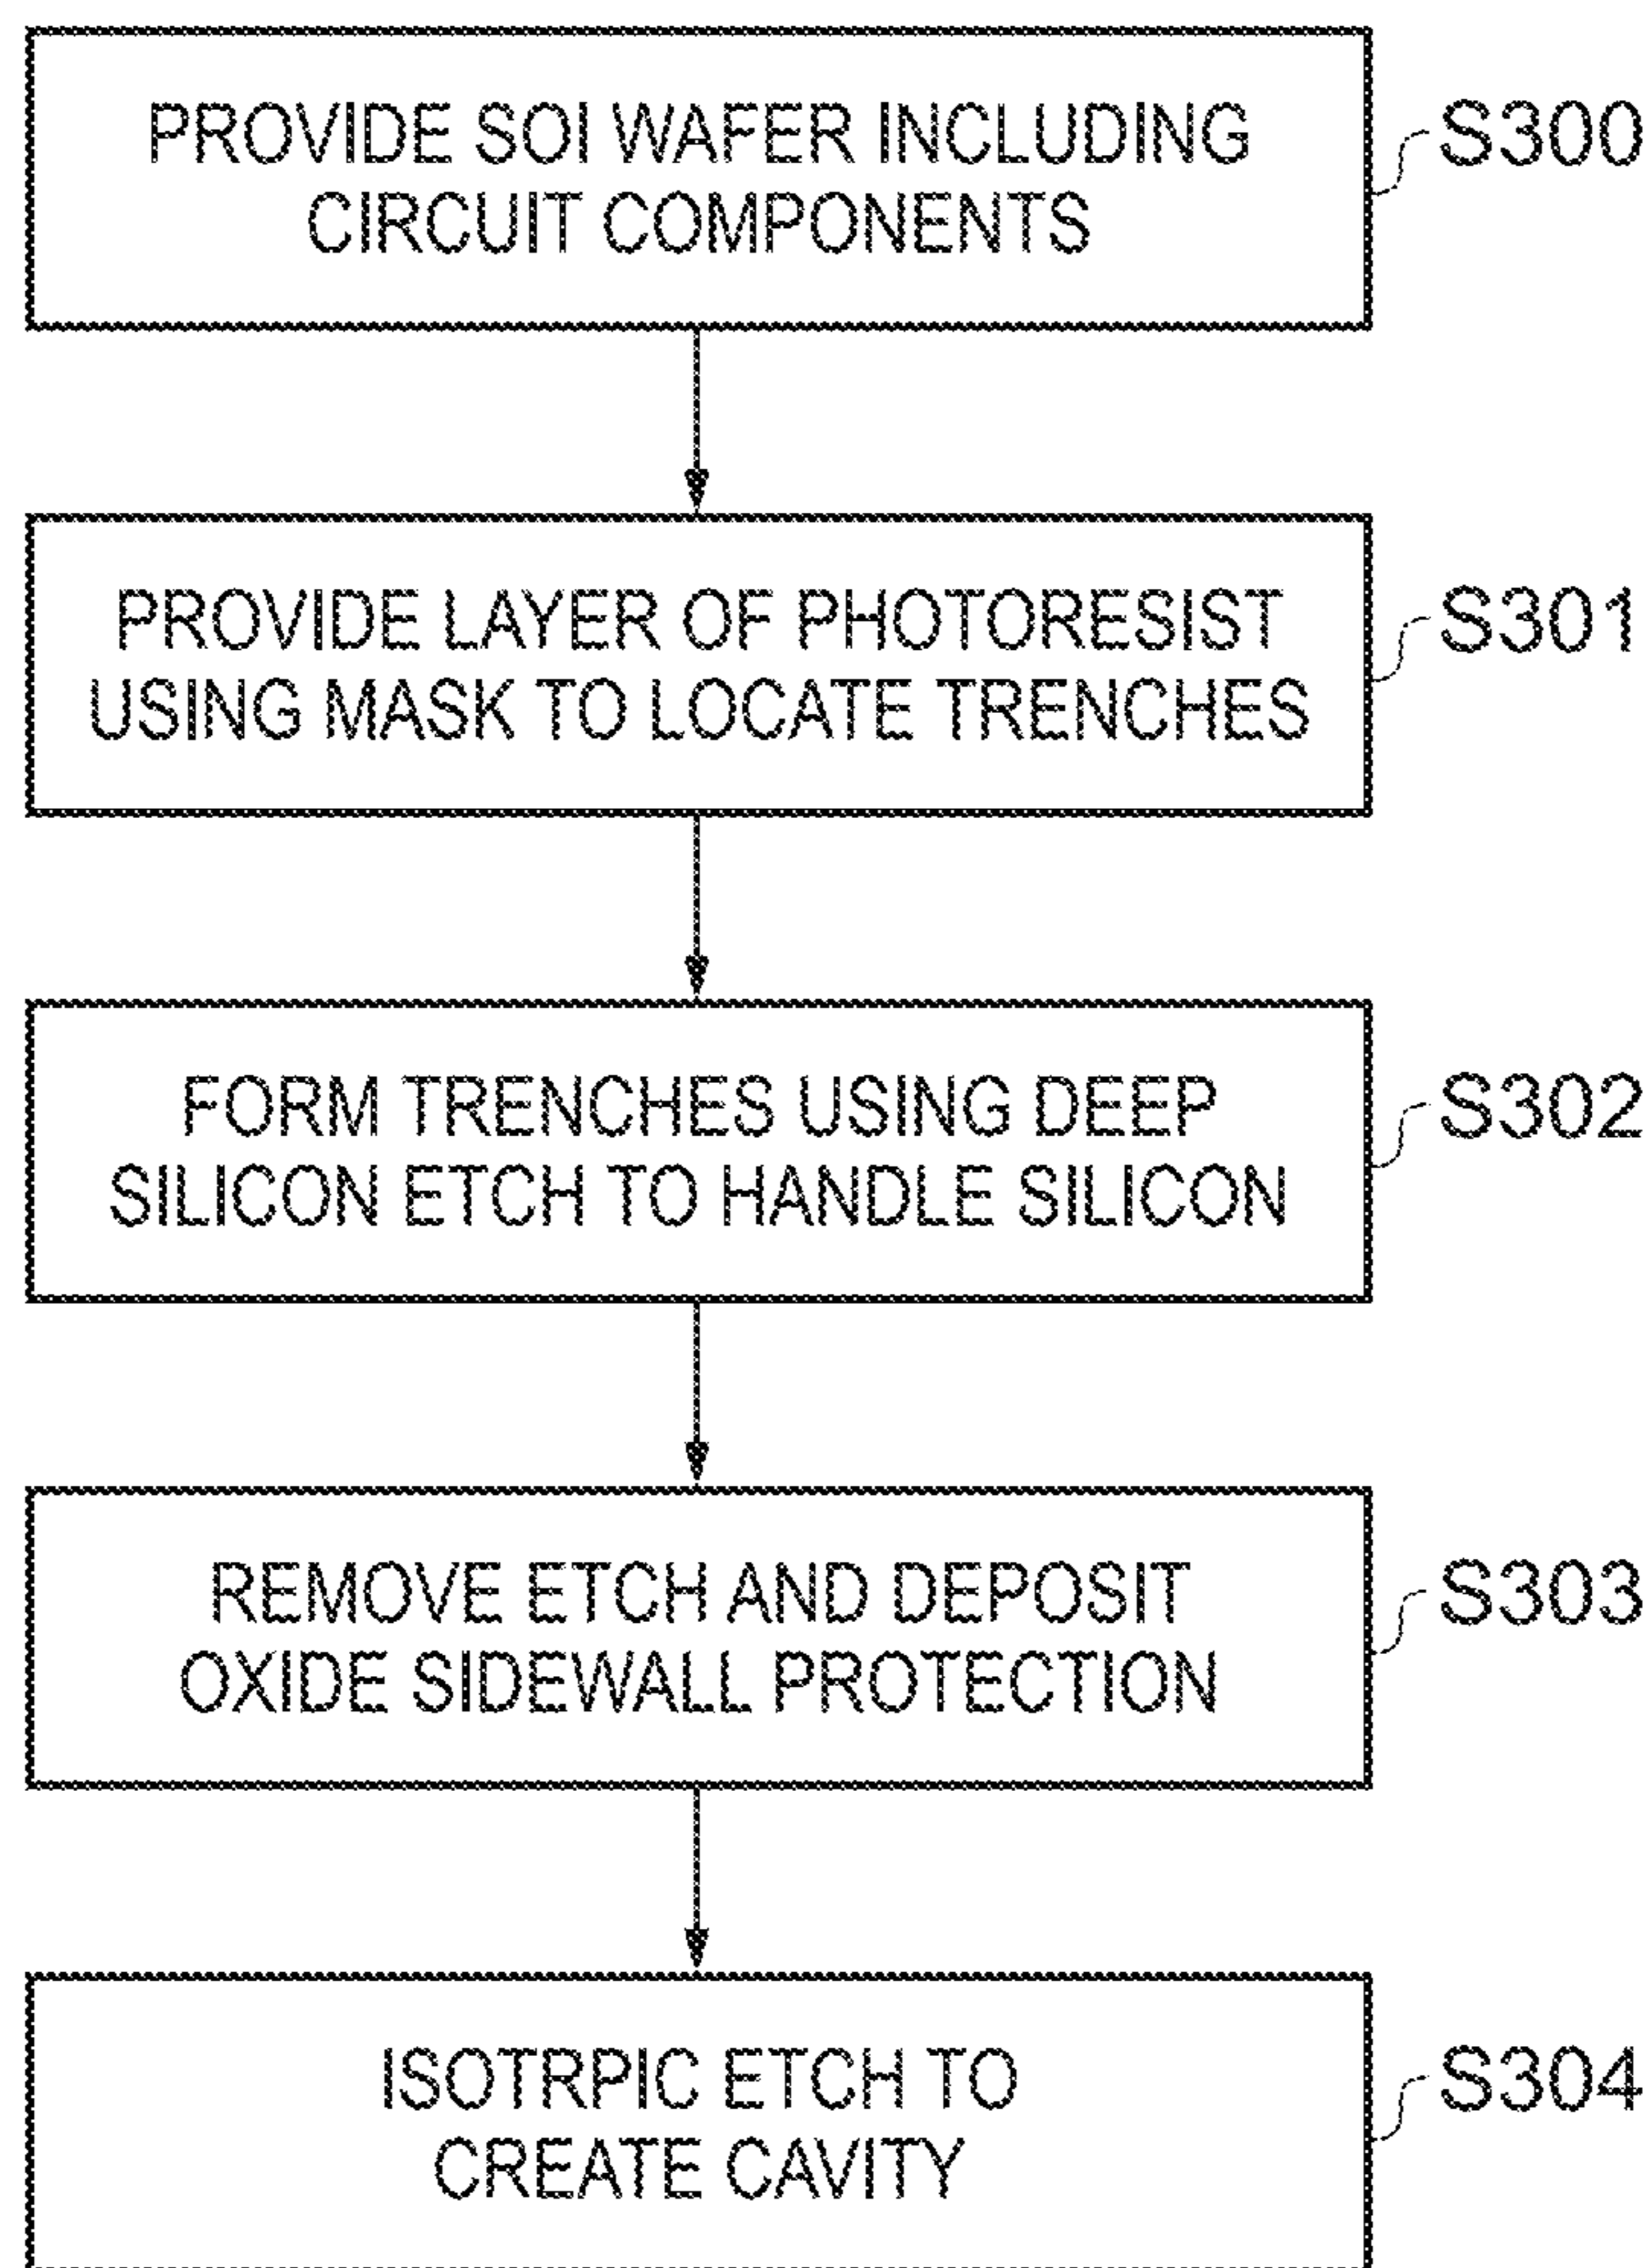 PROVIDE SOI WAFER INCLUDING
CIRCUIT COMPONENTS
S300
PROVIDE LAYER OF PHOTORESIST
USING MASK TO LOCATE TRENCHES
S301
FORM TRENCHES USING DEEP
SILICON ETCH TO HANDLE SILICON
S302
REMOVE ETCH AND DEPOSIT
OXIDE SIDEWALL PROTECTION
S303
ISOTRPIC ETCH TO
CREATE CAVITY
S304